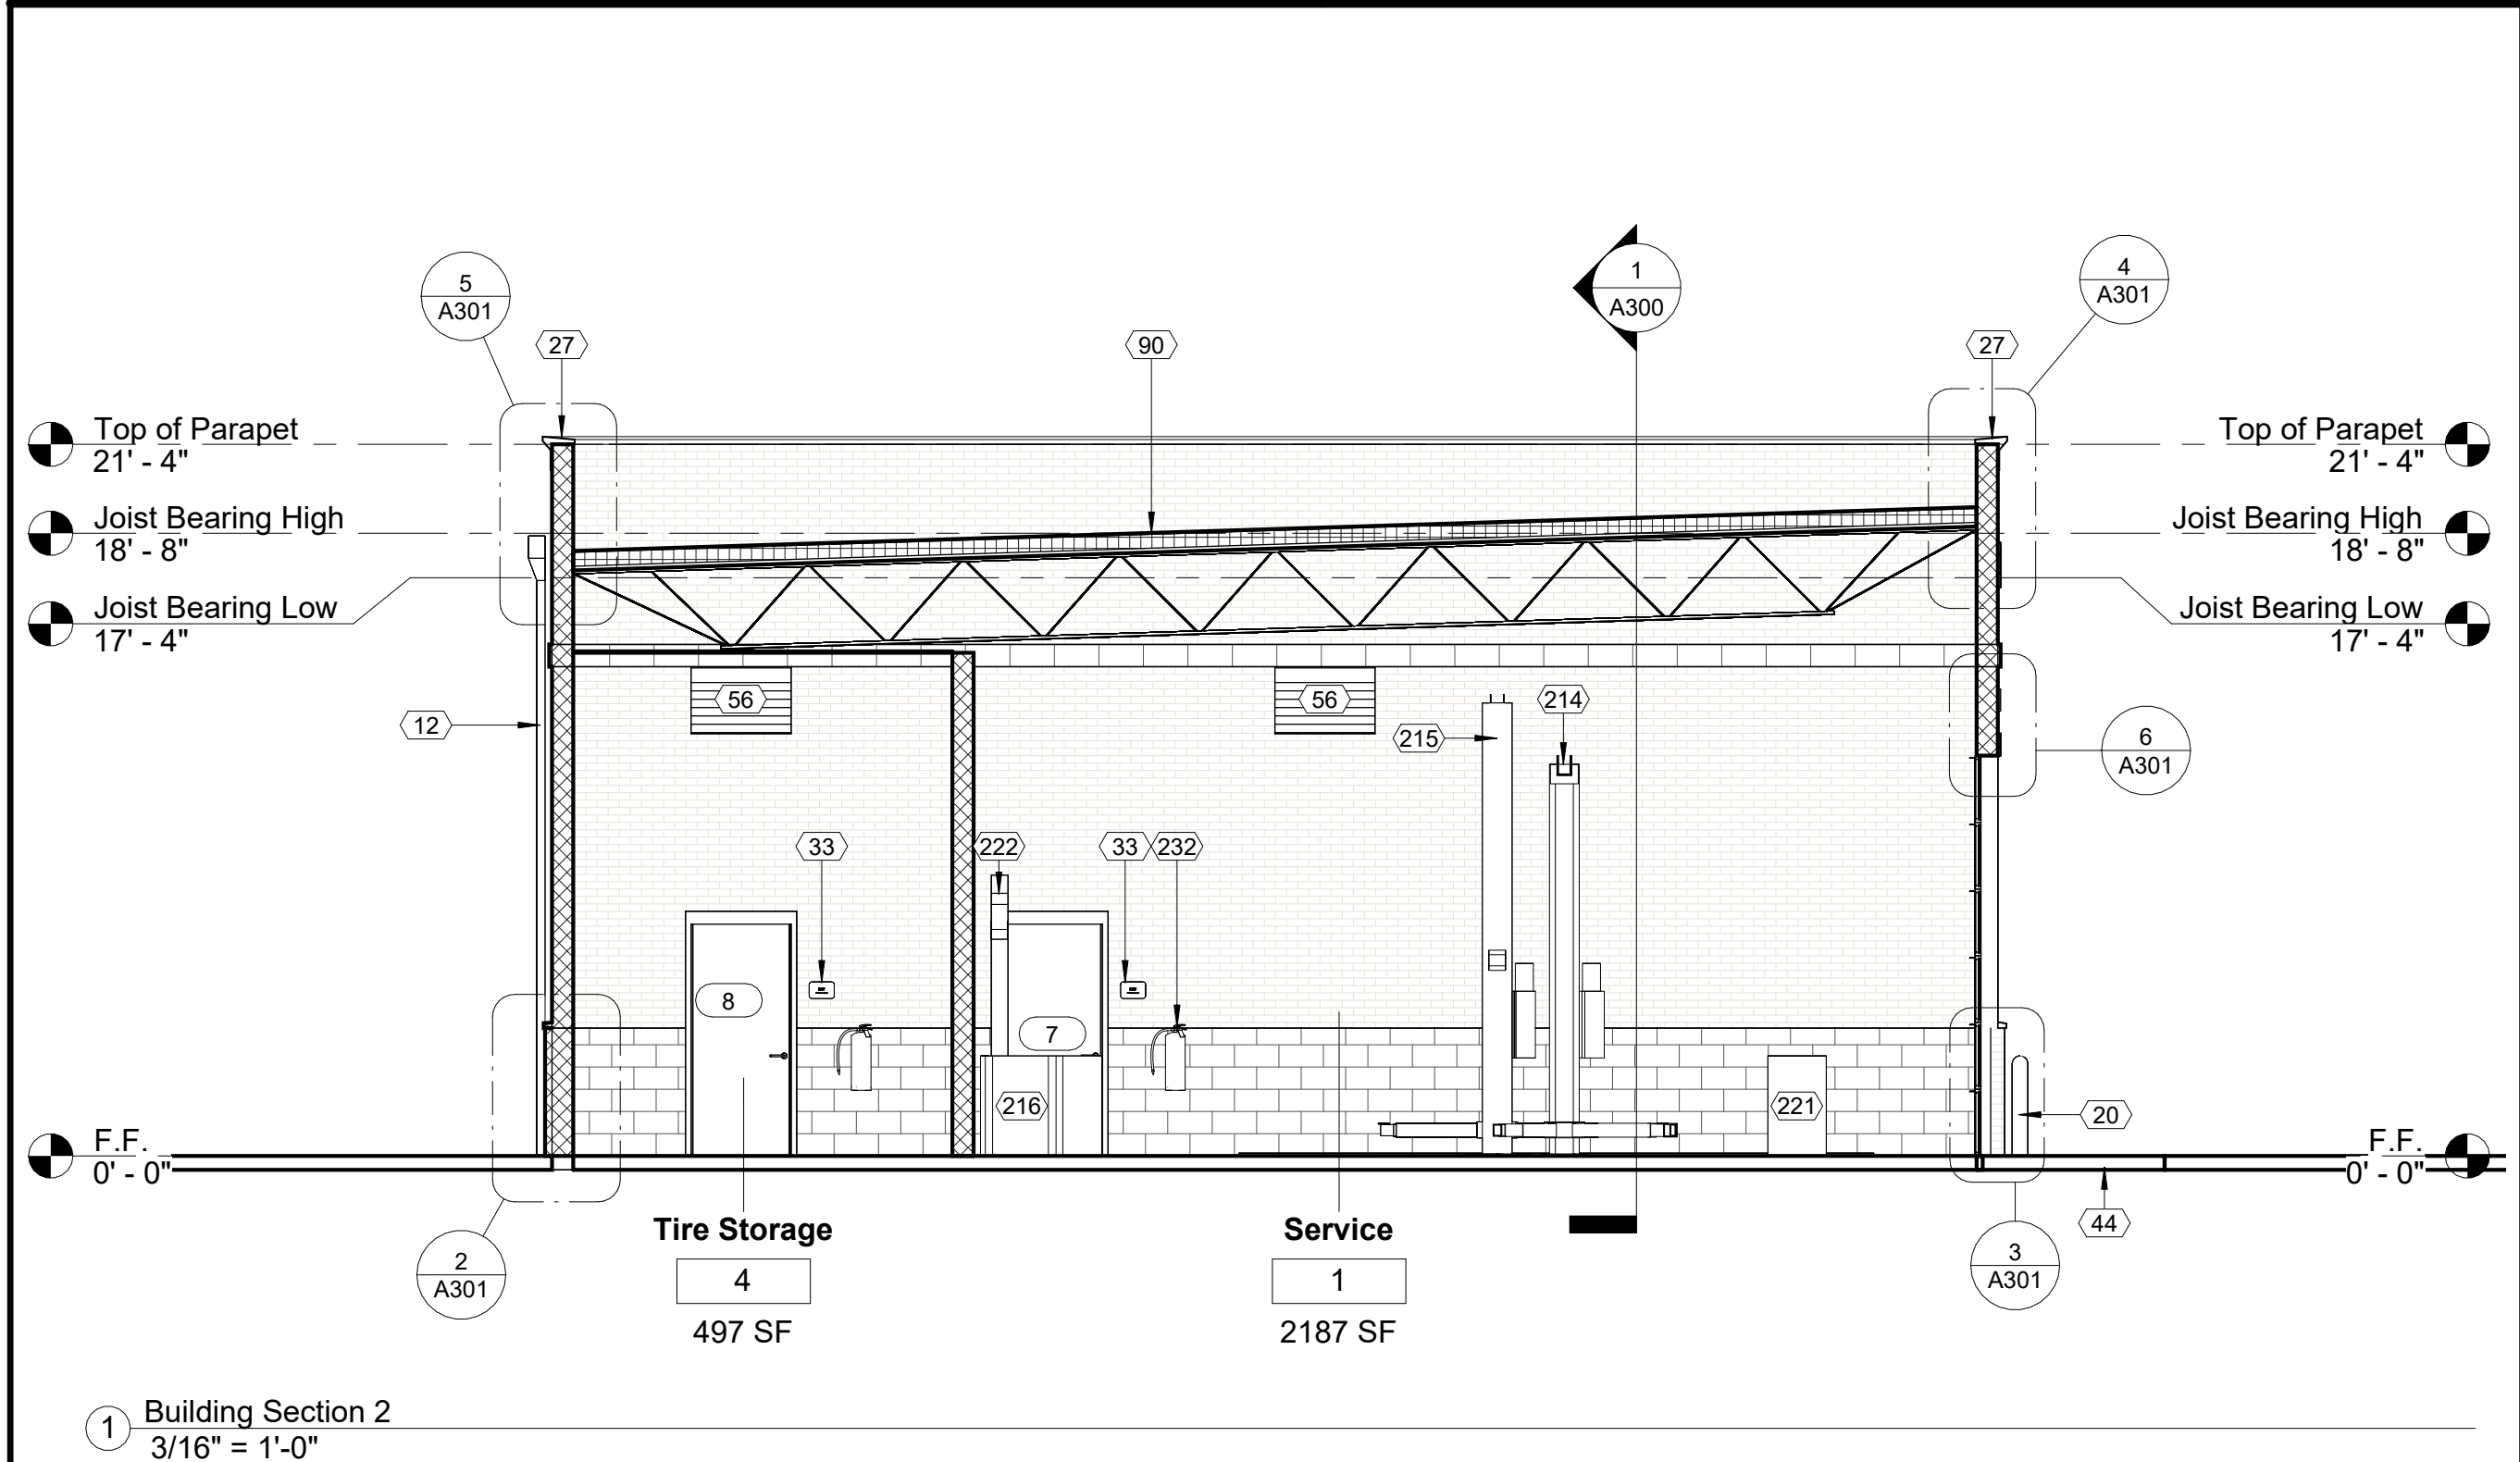 5
A301
27
90
1
A300
27
4
A301
Top of Parapet
21' - 4"
Top of Parapet
21' - 4"
Joist Bearing High
18' - 8"
Joist Bearing High
18' - 8"
Joist Bearing Low
17' - 4"
Joist Bearing Low
17' - 4"
12
56
56
215
214
6
A301
33
222
33
232
8
7
216
221
20
F.F.
0' - 0"
F.F.
0' - 0"
44
2
A301
Tire Storage
4
497 SF
Service
1
2187 SF
3
A301
1
Building Section 2
3/16" = 1'-0"